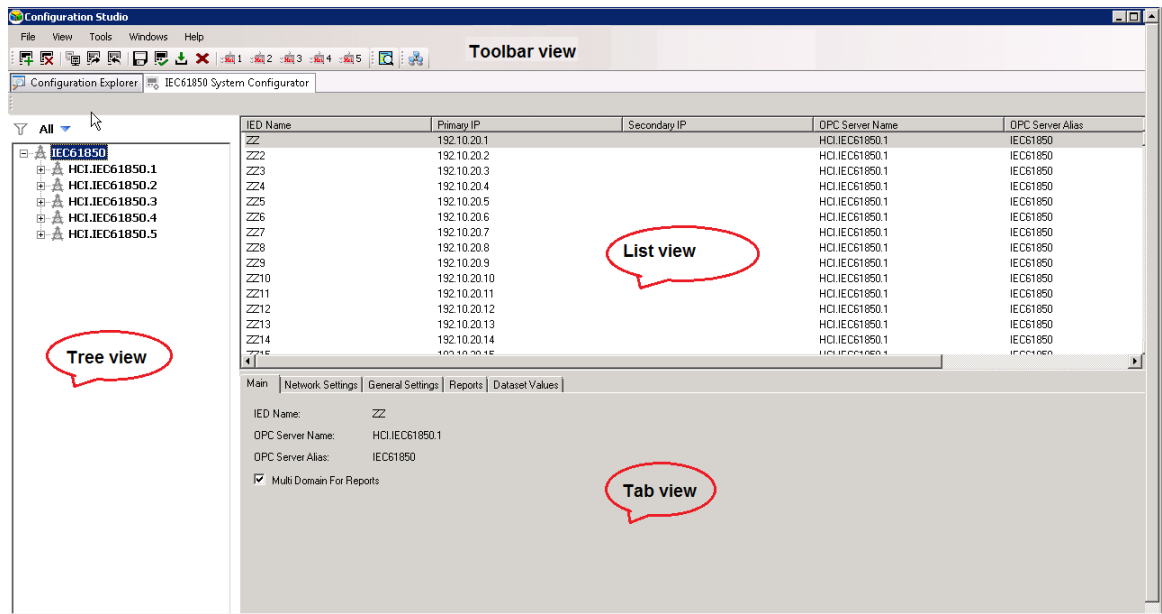 Configuration Studio
File View Tools Windows Help
1 2 3 4 5
Toolbar view
Configuration Explorer IEC61850 System Configurator
All
IED Name Primary IP Secondary IP OPC Server Name OPC Server Alias
IEC61850
HCI.IEC61850.1
HCI.IEC61850.2
HCI.IEC61850.3
HCI.IEC61850.4
HCI.IEC61850.5
Tree view
ZZ 192.10.20.1 HCI.IEC61850.1 IEC61850
ZZ2 192.10.20.2 HCI.IEC61850.1 IEC61850
ZZ3 192.10.20.3 HCI.IEC61850.1 IEC61850
ZZ4 192.10.20.4 HCI.IEC61850.1 IEC61850
ZZ5 192.10.20.5 HCI.IEC61850.1 IEC61850
ZZ6 192.10.20.6 HCI.IEC61850.1 IEC61850
ZZ7 192.10.20.7 HCI.IEC61850.1 IEC61850
ZZ8 192.10.20.8 HCI.IEC61850.1 IEC61850
ZZ9 192.10.20.9 HCI.IEC61850.1 IEC61850
ZZ10 192.10.20.10 HCI.IEC61850.1 IEC61850
ZZ11 192.10.20.11 HCI.IEC61850.1 IEC61850
ZZ12 192.10.20.12 HCI.IEC61850.1 IEC61850
ZZ13 192.10.20.13 HCI.IEC61850.1 IEC61850
ZZ14 192.10.20.14 HCI.IEC61850.1 IEC61850
ZZ15 192.10.20.15 HCI.IEC61850.1 IEC61850
List view
Main Network Settings General Settings Reports Dataset Values
IED Name: ZZ
OPC Server Name: HCI.IEC61850.1
OPC Server Alias: IEC61850
Multi Domain For Reports
Tab view